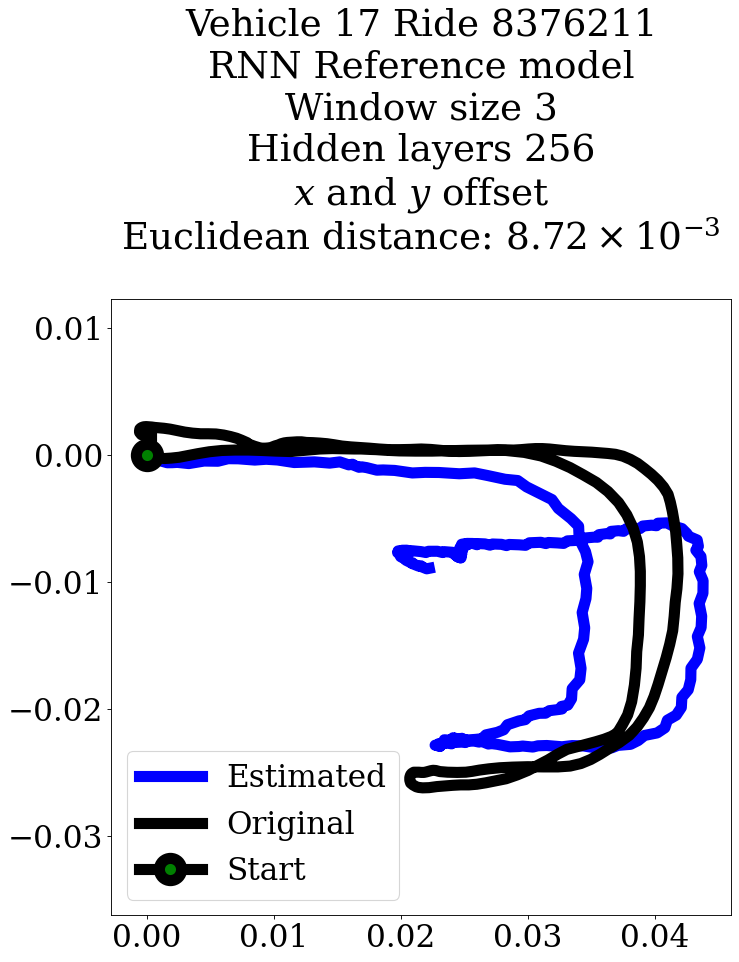 Vehicle 17 Ride 8376211
RNN Reference model
Window size 3
Hidden layers 256
x and y offset
Euclidean distance: 8.72 × 10⁻³
0.01
0.00
−0.01
−0.02
−0.03
Estimated
Original
Start
0.00 0.01 0.02 0.03 0.04